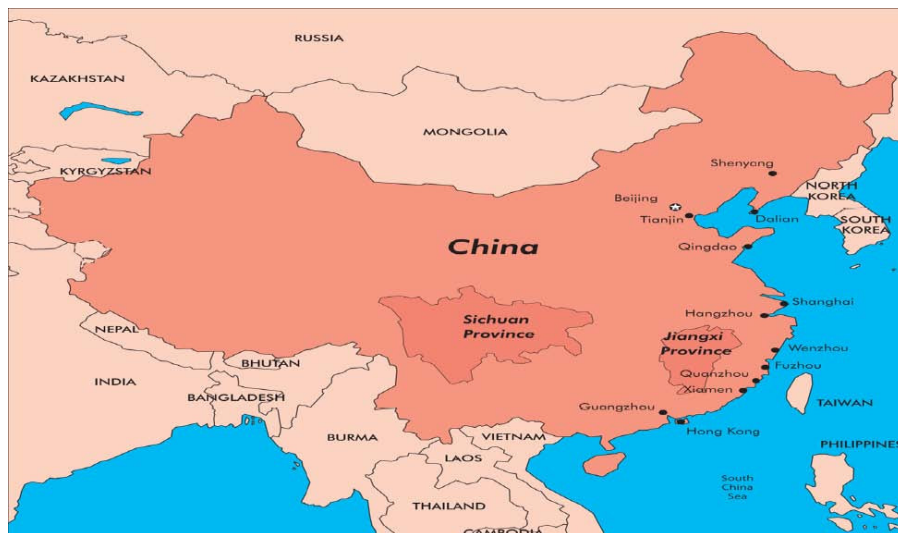 RUSSIA
KAZAKHSTAN
MONGOLIA
KYRGYZSTAN
Shenyang
NORTH
KOREA
Beijing
Tianjin
Dalian
SOUTH
KOREA
China
Qingdao
Shanghai
Hangzhou
Sichuan
Province
Jiangxi
Province
NEPAL
Wenzhou
BHUTAN
Fuzhou
INDIA
Quanzhou
BANGLADESH
Xiamen
TAIWAN
Guangzhou
Hong Kong
BURMA
VIETNAM
PHILIPPINES
LAOS
South
China
Sea
THAILAND
CAMBODIA